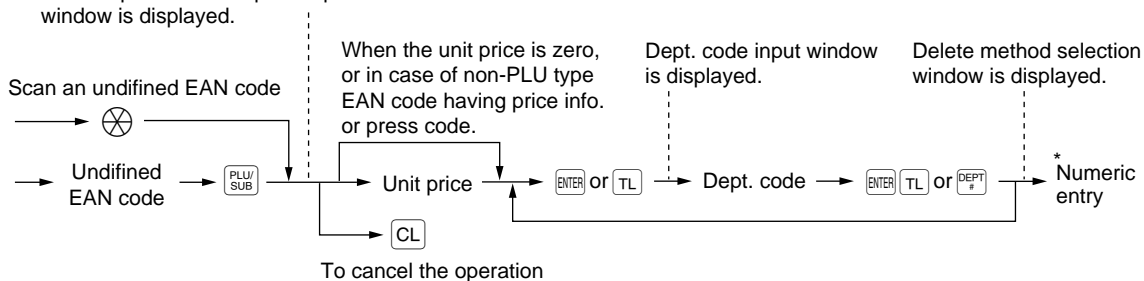 window is displayed.
When the unit price is zero,
or in case of non-PLU type
EAN code having price info.
or press code.
Dept. code input window
is displayed.
Delete method selection
window is displayed.
Scan an undifined EAN code
Undifined
EAN code
PLU/
SUB
Unit price
ENTER or TL
Dept. code
ENTER TL or DEPT
#
*
Numeric
entry
CL
To cancel the operation